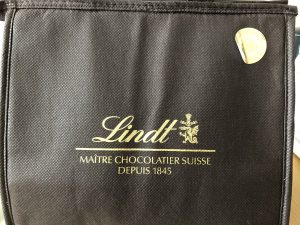 Lindt
MAÎTRE CHOCOLATIER SUISSE
DEPUIS 1845